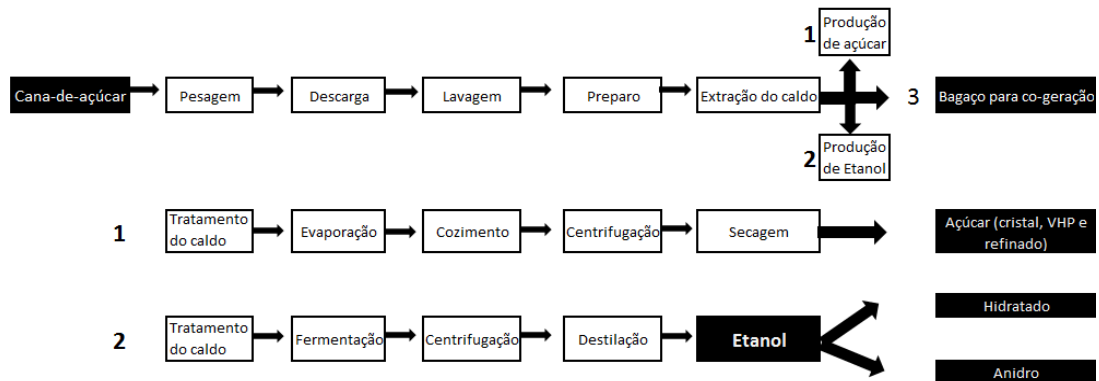 1
Produção
de açúcar
Cana-de-açúcar
Pesagem
Descarga
Lavagem
Preparo
Extração do caldo
3
Bagaço para co-geração
2
Produção
de Etanol
1
Tratamento
do caldo
Evaporação
Cozimento
Centrifugação
Secagem
Açúcar (cristal, VHP e
refinado)
2
Tratamento
do caldo
Fermentação
Centrifugação
Destilação
Etanol
Hidratado
Anidro